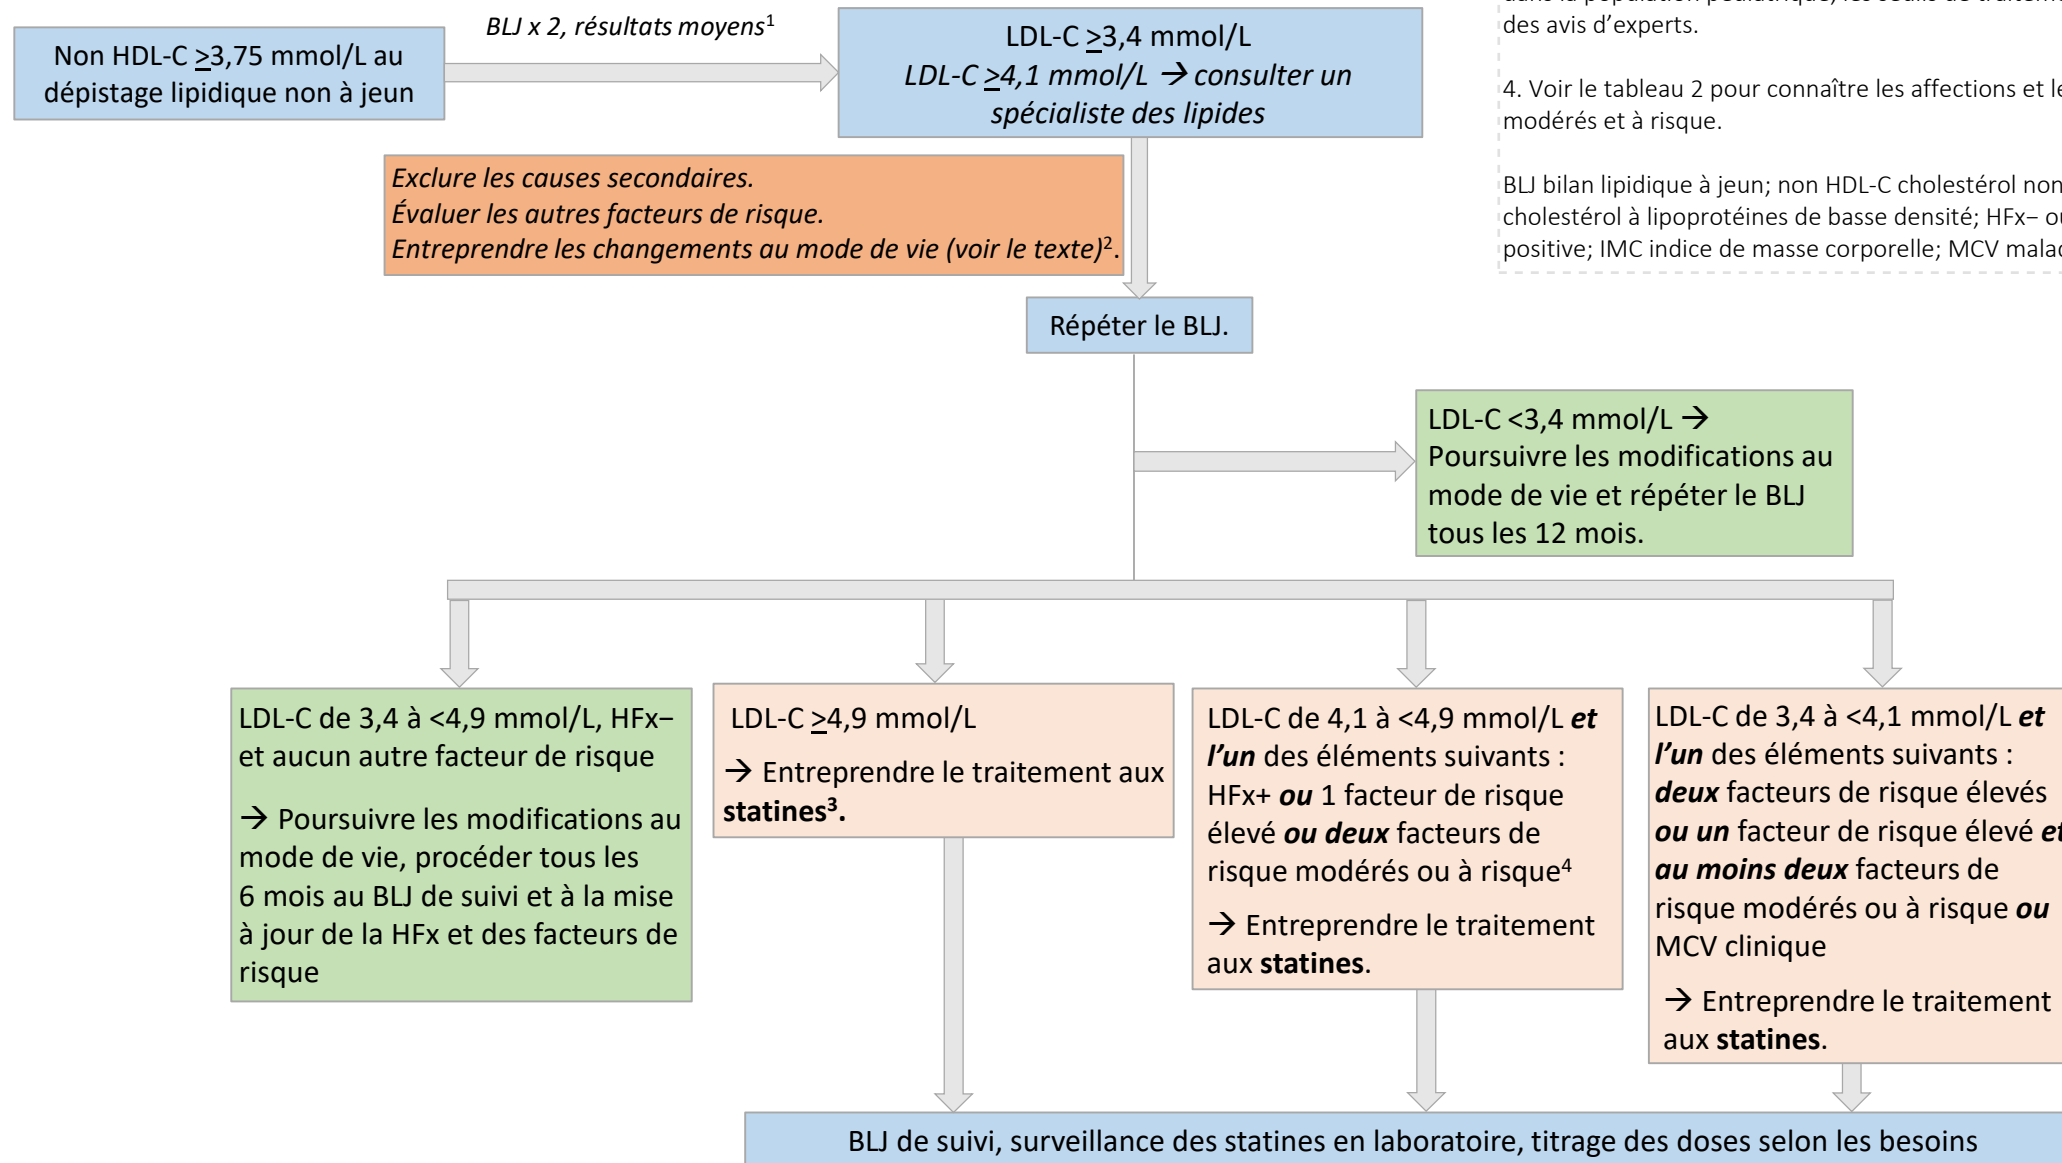 Non HDL-C ≥3,75 mmol/L au
dépistage lipidique non à jeun
BLJ x 2, résultats moyens¹
LDL-C ≥3,4 mmol/L
LDL-C ≥4,1 mmol/L → consulter un
spécialiste des lipides
des avis d’experts.
4. Voir le tableau 2 pour connaître les affections et
modérés et à risque.
BLJ bilan lipidique à jeun; non HDL-C cholestérol non
cholestérol à lipoprotéines de basse densité; HFx−
positive; IMC indice de masse corporelle; MCV
Exclure les causes secondaires.
Évaluer les autres facteurs de risque.
Entreprendre les changements au mode de vie (voir le texte)².
Répéter le BLJ.
LDL-C <3,4 mmol/L →
Poursuivre les modifications au
mode de vie et répéter le BLJ
tous les 12 mois.
LDL-C de 3,4 à <4,9 mmol/L, HFx−
et aucun autre facteur de risque
→ Poursuivre les modifications au
mode de vie, procéder tous les
6 mois au BLJ de suivi et à la mise
à jour de la HFx et des facteurs de
risque
LDL-C ≥4,9 mmol/L
→ Entreprendre le traitement aux
statines³.
LDL-C de 4,1 à <4,9 mmol/L et
l’un des éléments suivants :
HFx+ ou 1 facteur de risque
élevé ou deux facteurs de
risque modérés ou à risque⁴
→ Entreprendre le traitement
aux statines.
LDL-C de 3,4 à <4,1 mmol/L et
l’un des éléments suivants :
deux facteurs de risque élevés
ou un facteur de risque élevé et
au moins deux facteurs de
risque modérés ou à risque ou
MCV clinique
→ Entreprendre le traitement
aux statines.
BLJ de suivi, surveillance des statines en laboratoire, titrage des doses selon les besoins